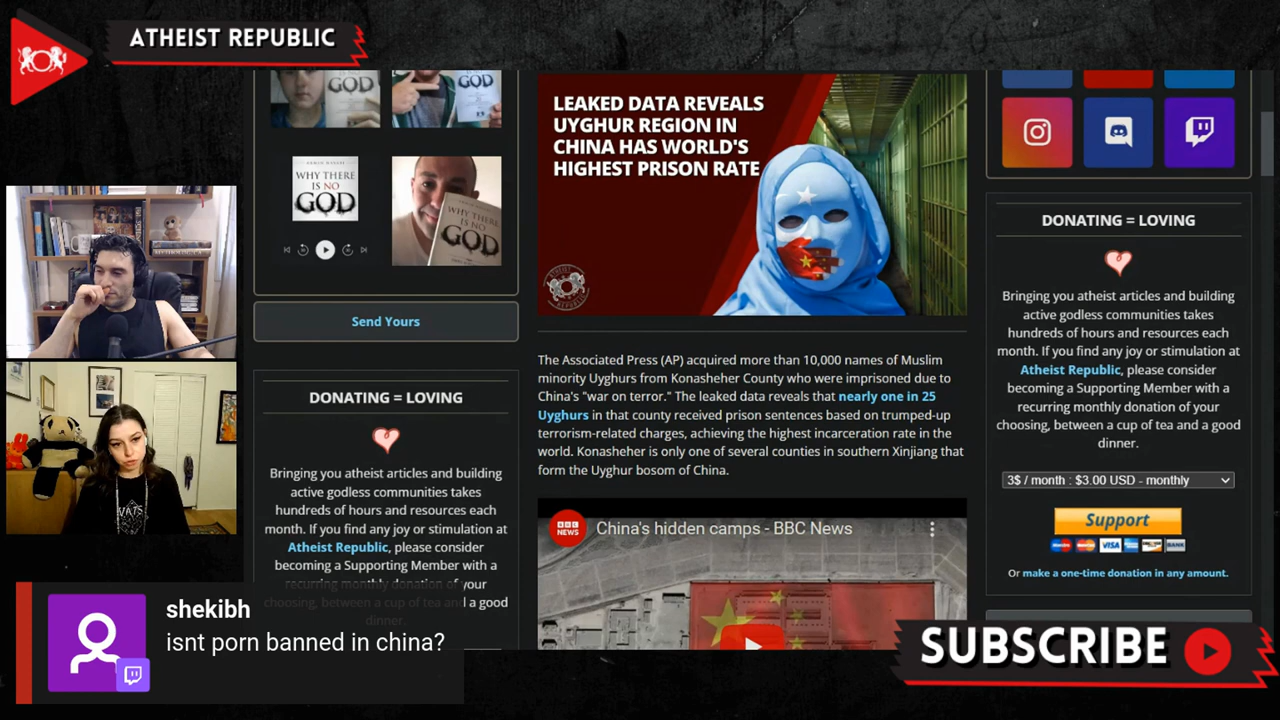 ATHEIST REPUBLIC
GOD
GOD
WHY THERE
IS NO
GOD
WHY THERE
IS NO
GOD
Send Yours
DONATING = LOVING
Bringing you atheist articles and building
active godless communities takes
hundreds of hours and resources each
month. If you find any joy or stimulation at
Atheist Republic, please consider
becoming a Supporting Member with a
recurring monthly donation of your
choosing, between a cup of tea and a good
dinner.
LEAKED DATA REVEALS
UYGHUR REGION IN
CHINA HAS WORLD'S
HIGHEST PRISON RATE
The Associated Press (AP) acquired more than 10,000 names of Muslim
minority Uyghurs from Konasheher County who were imprisoned due to
China's "war on terror." The leaked data reveals that nearly one in 25
Uyghurs in that county received prison sentences based on trumped-up
terrorism-related charges, achieving the highest incarceration rate in the
world. Konasheher is only one of several counties in southern Xinjiang that
form the Uyghur bosom of China.
BBC
NEWS
China's hidden camps - BBC News
DONATING = LOVING
Bringing you atheist articles and building
active godless communities takes
hundreds of hours and resources each
month. If you find any joy or stimulation at
Atheist Republic, please consider
becoming a Supporting Member with a
recurring monthly donation of your
choosing, between a cup of tea and a good
dinner.
3$ / month : $3.00 USD - monthly
Support
VISA
BANK
Or make a one-time donation in any amount.
shekibh
isnt porn banned in china?
SUBSCRIBE